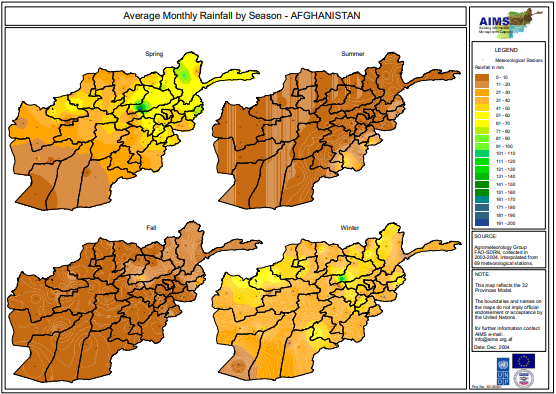 Average Monthly Rainfall by Season - AFGHANISTAN
Spring
Summer
Fall
Winter
AIMS
LEGEND
Meteorological Stations
Rainfall in mm
0 - 10
11 - 20
21 - 30
31 - 40
41 - 50
51 - 60
61 - 70
71 - 80
81 - 90
91 - 100
101 - 110
111 - 120
121 - 130
131 - 140
141 - 150
151 - 160
161 - 170
171 - 180
181 - 190
191 - 200
SOURCE:
Agrometeorology Group
FAO-SDRN, collected in
2003-2004. Interpolated from
69 meteorological stations.
NOTE:
This map reflects the 32
Provinces Model.
The boundaries and names on
the maps do not imply official
endorsement or acceptance by
the United Nations.
for further information contact
AIMS e-mail:
info@aims.org.af
Date: Dec, 2004
UN
DP